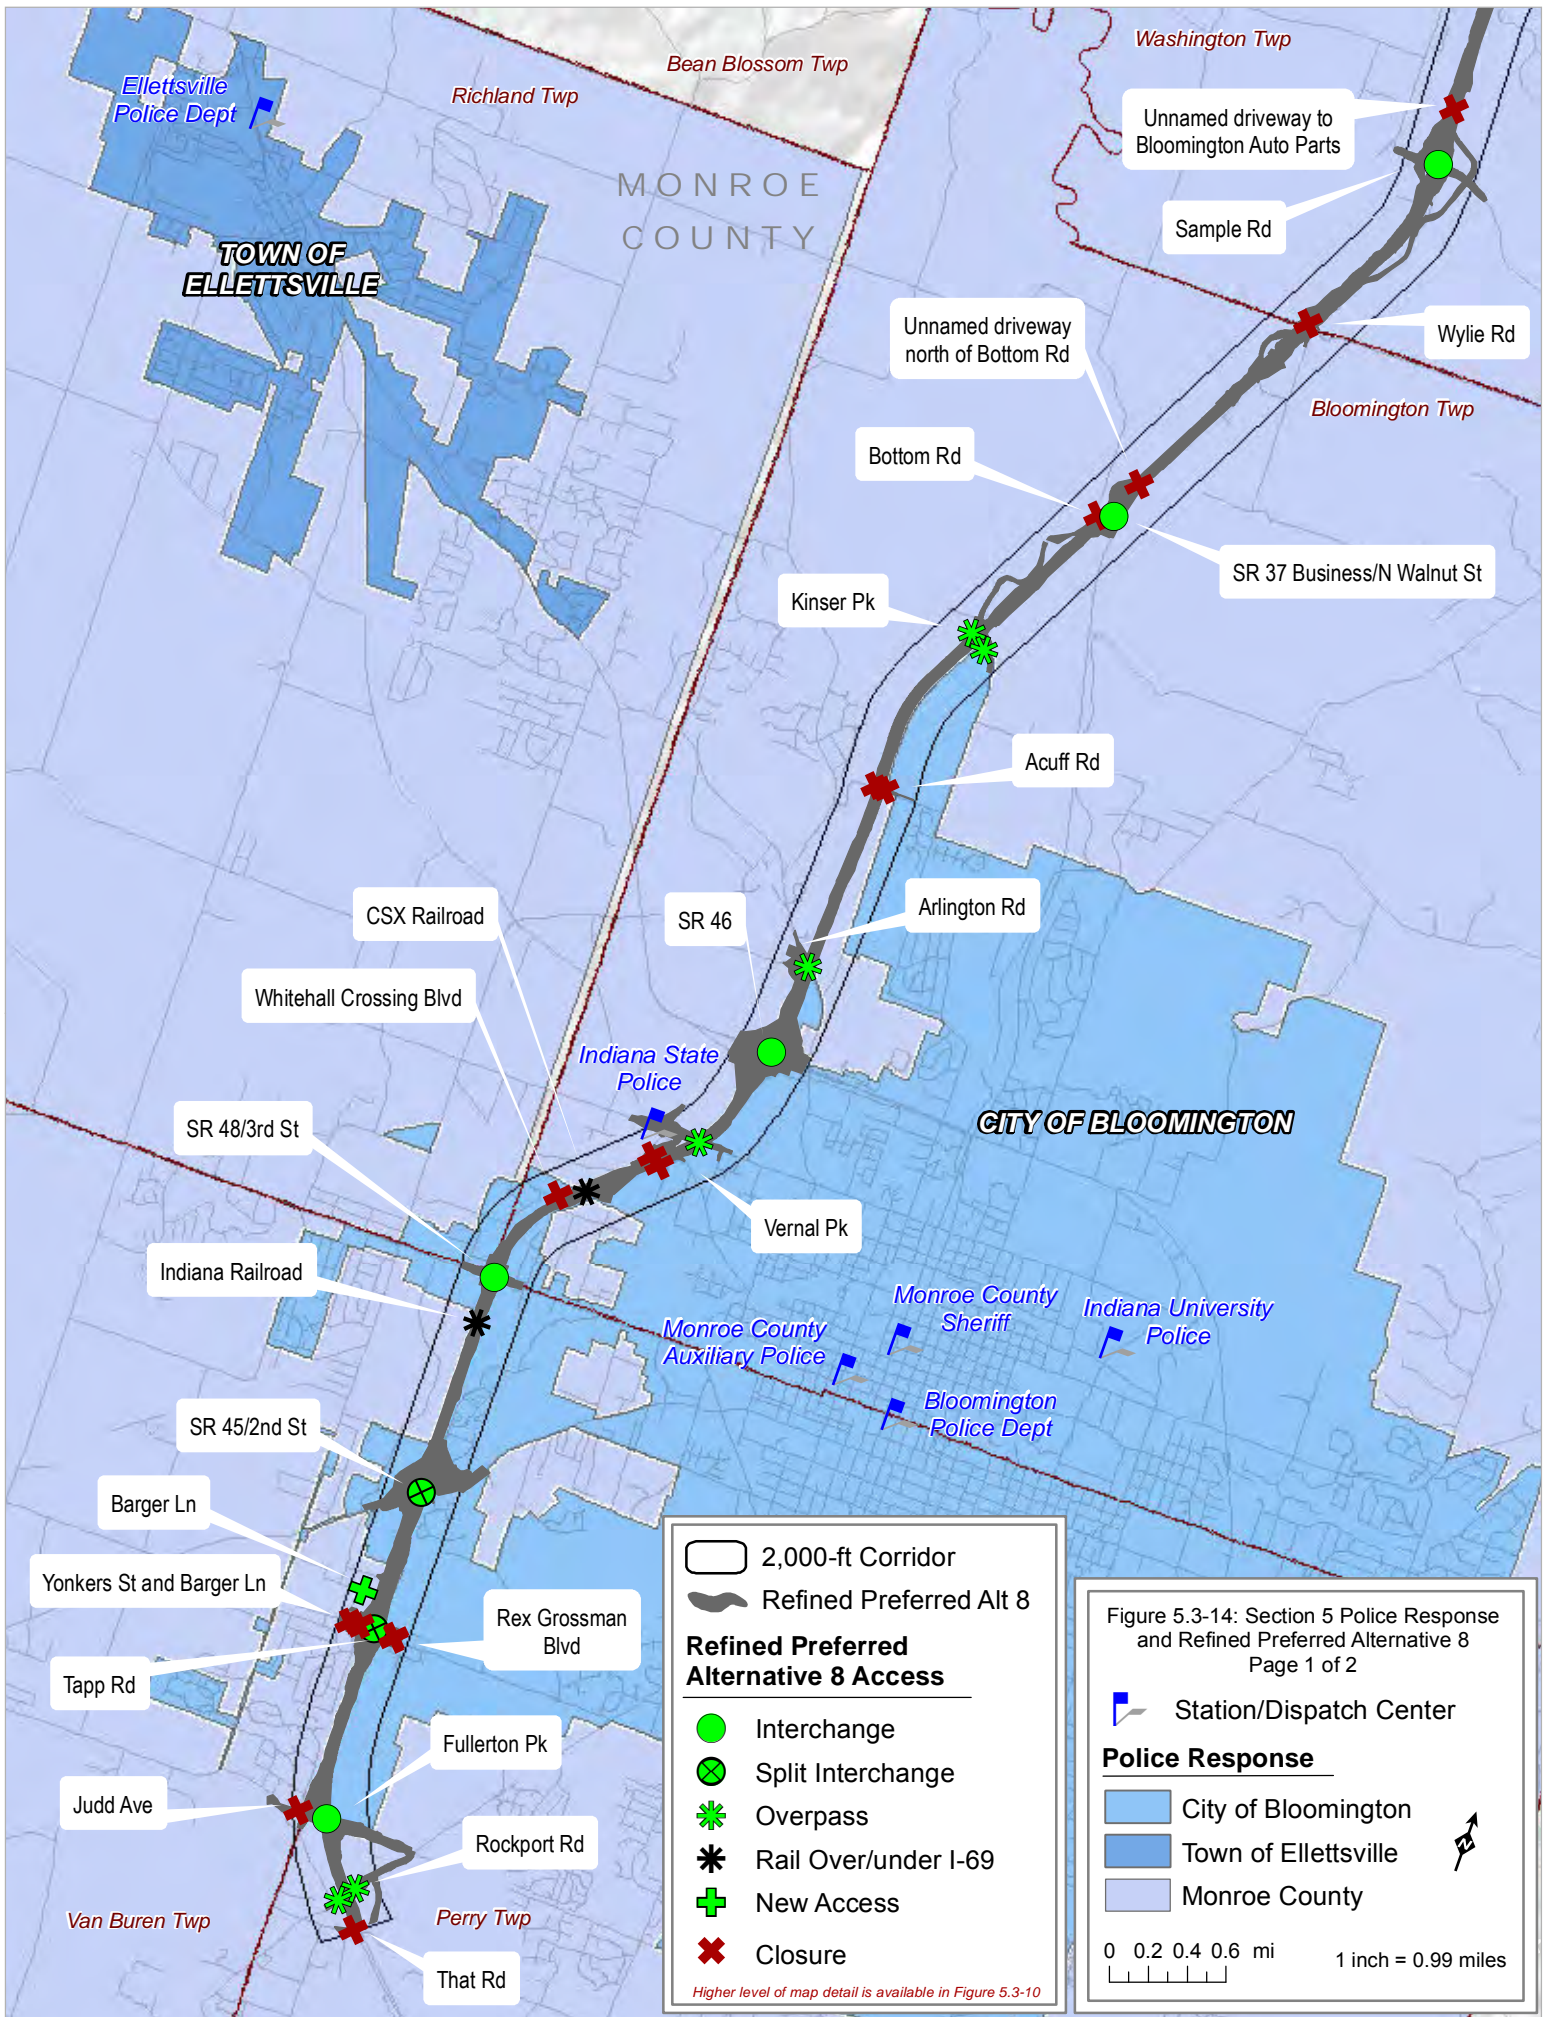 Washington Twp
Bean Blossom Twp
Richland Twp
Ellettsville
Police Dept
Unnamed driveway to
Bloomington Auto Parts
MONROE
COUNTY
Sample Rd
TOWN OF
ELLETTSVILLE
Unnamed driveway
north of Bottom Rd
Wylie Rd
Bloomington Twp
Bottom Rd
SR 37 Business/N Walnut St
Kinser Pk
Acuff Rd
CSX Railroad
SR 46
Arlington Rd
Whitehall Crossing Blvd
Indiana State
Police
SR 48/3rd St
CITY OF BLOOMINGTON
Vernal Pk
Indiana Railroad
Monroe County
Sheriff
Indiana University
Police
Monroe County
Auxiliary Police
Bloomington
Police Dept
SR 45/2nd St
Barger Ln
Yonkers St and Barger Ln
Rex Grossman
Blvd
Tapp Rd
Fullerton Pk
Judd Ave
Rockport Rd
Van Buren Twp
Perry Twp
That Rd
2,000-ft Corridor
Refined Preferred Alt 8
Refined Preferred
Alternative 8 Access
Interchange
Split Interchange
Overpass
Rail Over/under I-69
New Access
Closure
Higher level of map detail is available in Figure 5.3-10
Figure 5.3-14: Section 5 Police Response
and Refined Preferred Alternative 8
Page 1 of 2
Station/Dispatch Center
Police Response
City of Bloomington
Town of Ellettsville
Monroe County
N
0 0.2 0.4 0.6 mi
1 inch = 0.99 miles